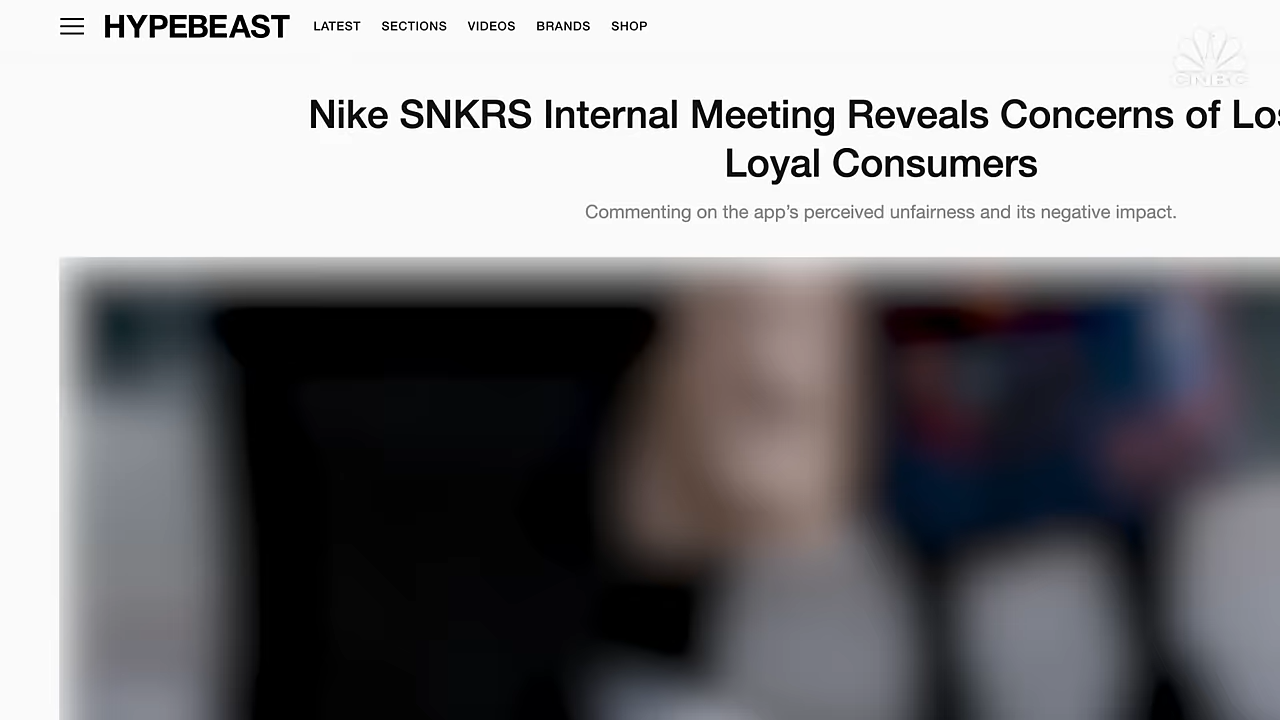 HYPEBEAST LATEST SECTIONS VIDEOS BRANDS SHOP
CNBC
Nike SNKRS Internal Meeting Reveals Concerns of
Loyal Consumers
Commenting on the app's perceived unfairness and its negative impact.